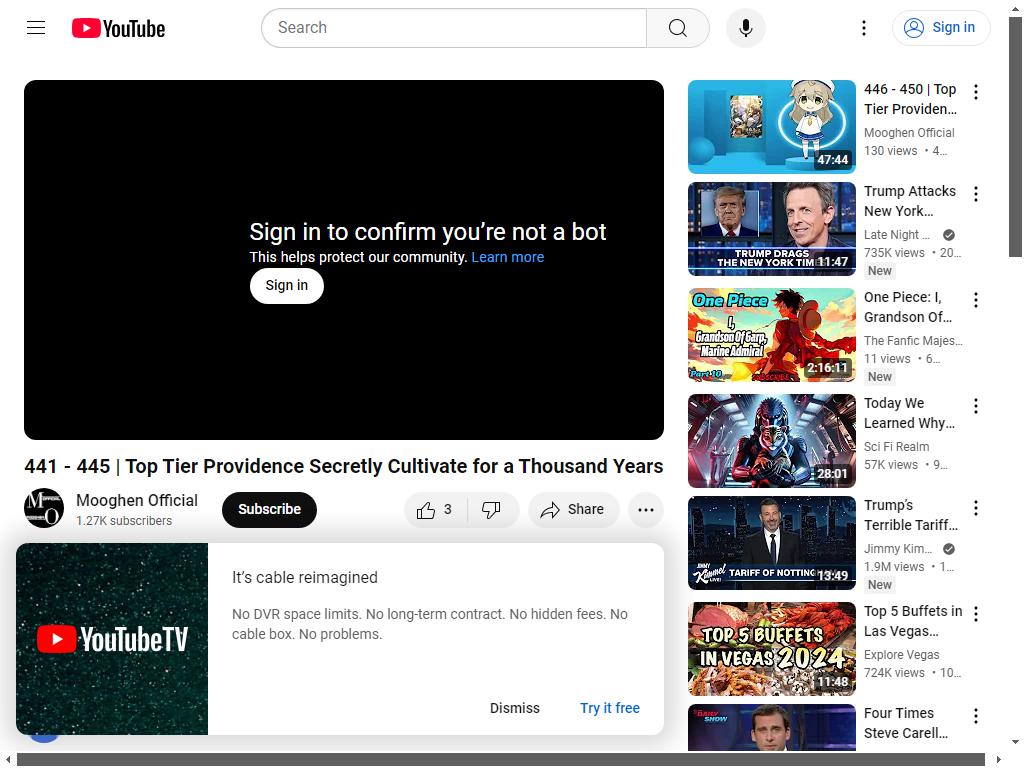 YouTube
Search
Sign in
Sign in to confirm you’re not a bot
This helps protect our community. Learn more
Sign in
441 - 445 | Top Tier Providence Secretly Cultivate for a Thousand Years
Mooghen Official
1.27K subscribers
Subscribe
3
Share
YouTubeTV
It’s cable reimagined
No DVR space limits. No long-term contract. No hidden fees. No
cable box. No problems.
Dismiss
Try it free
47:44
446 - 450 | Top
Tier Providen…
Mooghen Official
130 views • 4…
TRUMP DRAGS
THE NEW YORK TIM
11:47
Trump Attacks
New York…
Late Night …
735K views • 20…
New
One Piece
I,
Grandson Of Garp,
Marine Admiral
Part 10
SUBSCRIBE
2:16:11
One Piece: I,
Grandson Of…
The Fanfic Majes…
11 views • 6…
New
28:01
Today We
Learned Why…
Sci Fi Realm
57K views • 9…
JIMMY
Kimmel
LIVE!
TARIFF OF NOTTING
13:49
Trump’s
Terrible Tariff…
Jimmy Kim…
1.9M views • 1…
New
TOP 5 BUFFETS
IN VEGAS 2024
11:48
Top 5 Buffets in
Las Vegas…
Explore Vegas
724K views • 10…
THE DAILY
SHOW
Four Times
Steve Carell…